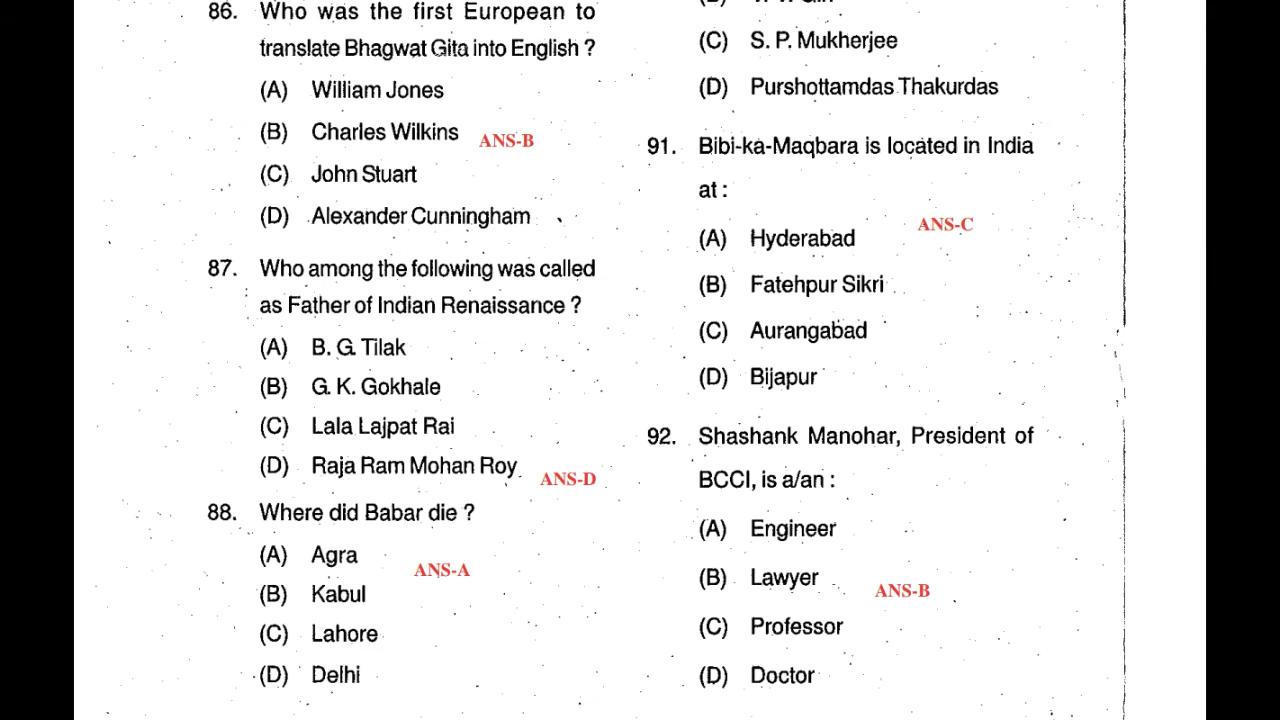 86. Who was the first European to
translate Bhagwat Gita into English ?
(A) William Jones
(B) Charles Wilkins ANS-B
(C) John Stuart
(D) Alexander Cunningham
87. Who among the following was called
as Father of Indian Renaissance ?
(A) B. G. Tilak
(B) G. K. Gokhale
(C) Lala Lajpat Rai
(D) Raja Ram Mohan Roy ANS-D
88. Where did Babar die ?
(A) Agra ANS-A
(B) Kabul
(C) Lahore
(D) Delhi
(C) S. P. Mukherjee
(D) Purshottamdas Thakurdas
91. Bibi-ka-Maqbara is located in India
at :
ANS-C
(A) Hyderabad
(B) Fatehpur Sikri
(C) Aurangabad
(D) Bijapur
92. Shashank Manohar, President of
BCCI, is a/an :
(A) Engineer
(B) Lawyer ANS-B
(C) Professor
(D) Doctor